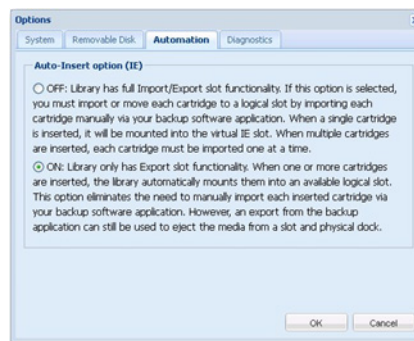 Options
System
Removable Disk
Automation
Diagnostics
Auto-Insert option (IE)
OFF: Library has full Import/Export slot functionality. If this option is selected,
you must import or move each cartridge to a logical slot by importing each
cartridge manually via your backup software application. When a single cartridge
is inserted, it will be mounted into the virtual IE slot. When multiple cartridges
are inserted, each cartridge must be imported one at a time.
ON: Library only has Export slot functionality. When one or more cartridges
are inserted, the library automatically mounts them into an available logical slot.
This option eliminates the need to manually import each inserted cartridge via
your backup software application. However, an export from the backup
application can still be used to eject the media from a slot and physical dock.
OK
Cancel